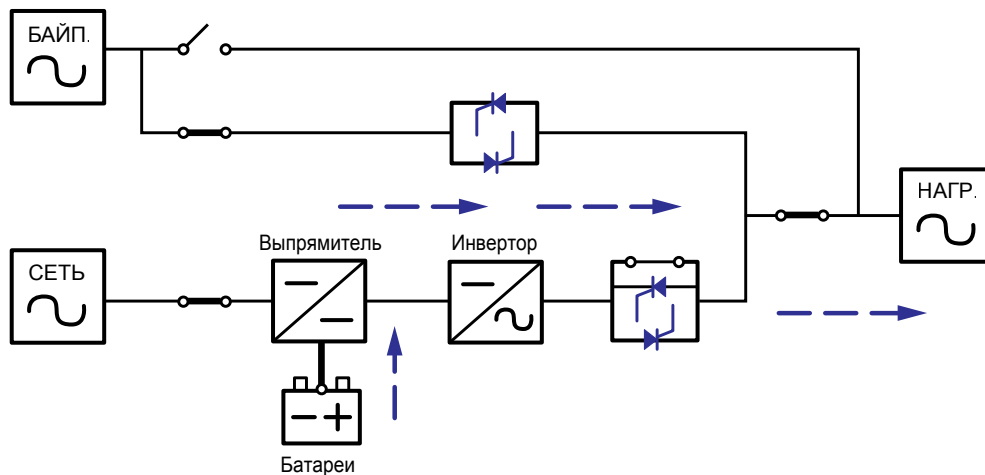 БАЙП.
НАГР.
Выпрямитель
Инвертор
СЕТЬ
Батареи